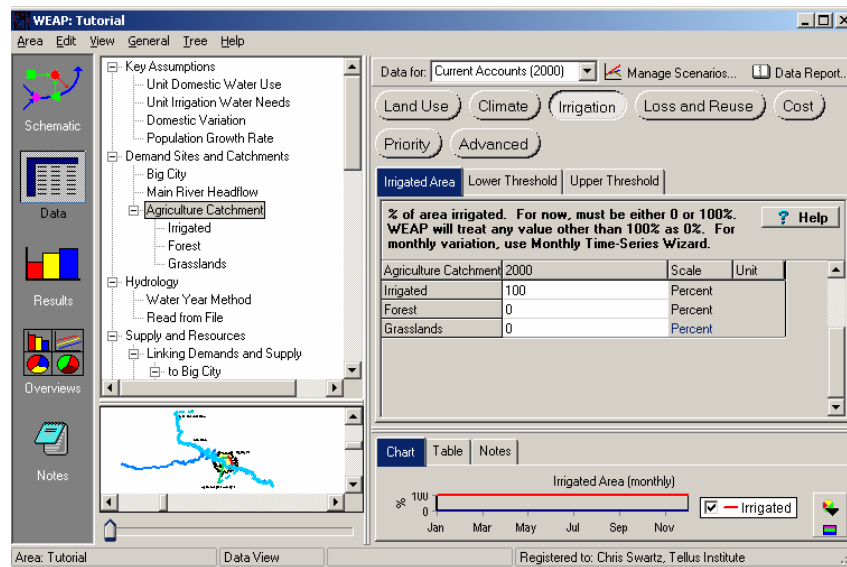 WEAP: Tutorial
Area Edit View General Tree Help
Schematic
Data
Results
Overviews
Notes
Key Assumptions
Unit Domestic Water Use
Unit Irrigation Water Needs
Domestic Variation
Population Growth Rate
Demand Sites and Catchments
Big City
Main River Headflow
Agriculture Catchment
Irrigated
Forest
Grasslands
Hydrology
Water Year Method
Read from File
Supply and Resources
Linking Demands and Supply
to Big City
Data for: Current Accounts (2000) Manage Scenarios... Data Report..
Land Use Climate Irrigation Loss and Reuse Cost
Priority Advanced
Irrigated Area Lower Threshold Upper Threshold
% of area irrigated. For now, must be either 0 or 100%.
WEAP will treat any value other than 100% as 0%. For
monthly variation, use Monthly Time-Series Wizard.
? Help
Agriculture Catchment 2000 Scale Unit
Irrigated 100 Percent
Forest 0 Percent
Grasslands 0 Percent
Chart Table Notes
Irrigated Area (monthly)
%
100
0
Jan Mar May Jul Sep Nov
Irrigated
Area: Tutorial Data View Registered to: Chris Swartz, Tellus Institute